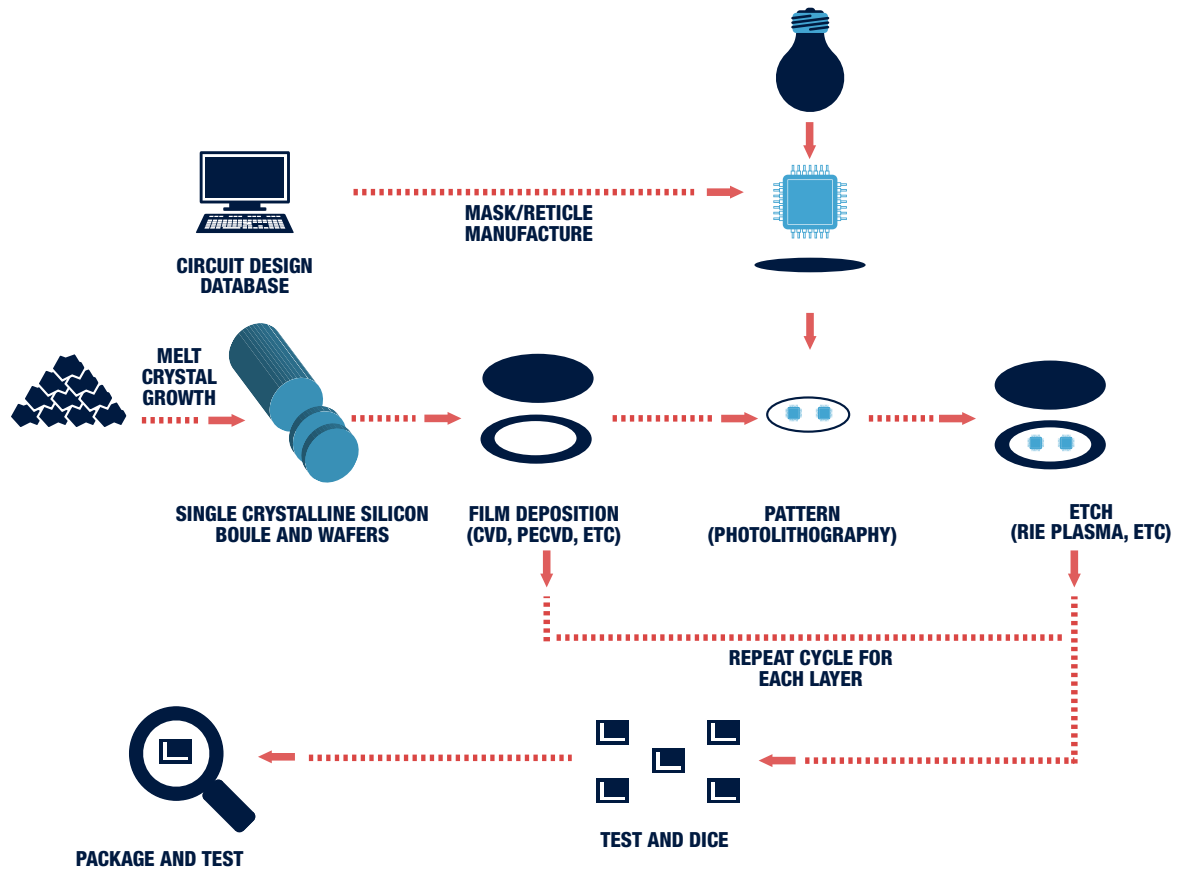 MASK/RETICLE
MANUFACTURE
CIRCUIT DESIGN
DATABASE
MELT
CRYSTAL
GROWTH
SINGLE CRYSTALLINE SILICON
BOULE AND WAFERS
FILM DEPOSITION
(CVD, PECVD, ETC)
PATTERN
(PHOTOLITHOGRAPHY)
ETCH
(RIE PLASMA, ETC)
REPEAT CYCLE FOR
EACH LAYER
TEST AND DICE
PACKAGE AND TEST